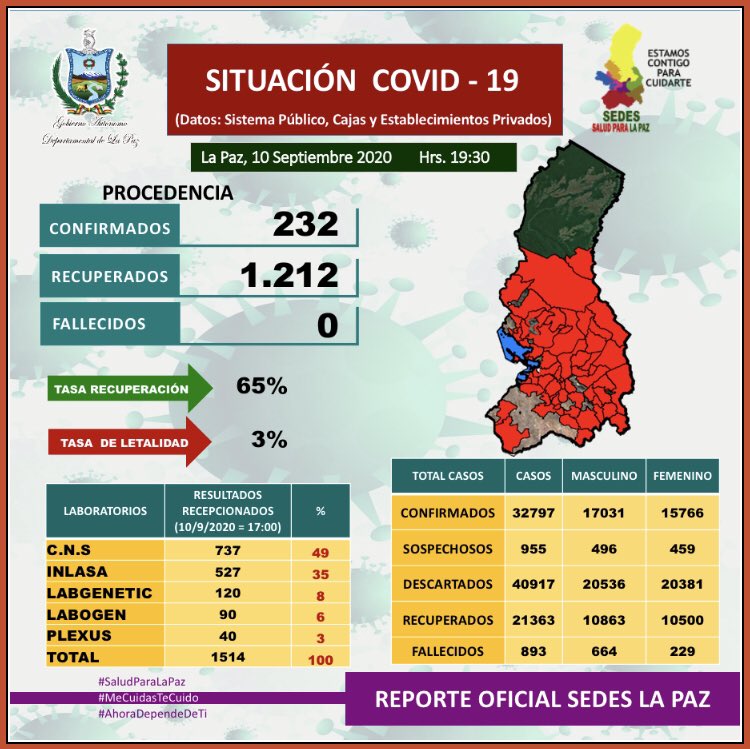 Gobierno Autónomo
Departamental de La Paz
SITUACIÓN COVID - 19
(Datos: Sistema Público, Cajas y Establecimientos Privados)
ESTAMOS
CONTIGO
PARA
CUIDARTE
SEDES
SALUD PARA LA PAZ
La Paz, 10 Septiembre 2020 Hrs. 19:30
PROCEDENCIA
CONFIRMADOS 232
RECUPERADOS 1.212
FALLECIDOS 0
TASA RECUPERACIÓN 65%
TASA DE LETALIDAD 3%
LABORATORIOS RESULTADOS RECEPCIONADOS (10/9/2020 = 17:00) %
C.N.S 737 49
INLASA 527 35
LABGENETIC 120 8
LABOGEN 90 6
PLEXUS 40 3
TOTAL 1514 100
TOTAL CASOS CASOS MASCULINO FEMENINO
CONFIRMADOS 32797 17031 15766
SOSPECHOSOS 955 496 459
DESCARTADOS 40917 20536 20381
RECUPERADOS 21363 10863 10500
FALLECIDOS 893 664 229
#SaludParaLaPaz
#MeCuidasTeCuido
#AhoraDependeDeTi
REPORTE OFICIAL SEDES LA PAZ